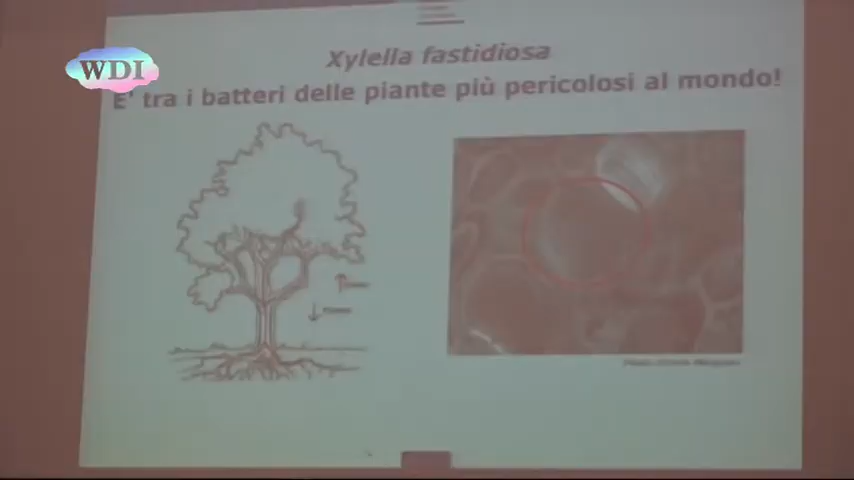 WDI
Xylella fastidiosa
E' tra i batteri delle piante più pericolosi al mondo!